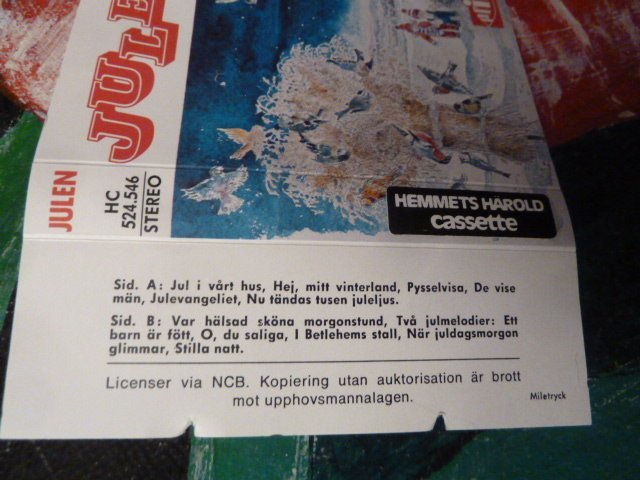 JULE
JULEN
HC
524.546
STEREO
HEMMETS HÄROLD
cassette
Sid. A: Jul i vårt hus, Hej, mitt vinterland, Pysselvisa, De vise
män, Julevangeliet, Nu tändas tusen juleljus.
Sid. B: Var hälsad sköna morgonstund, Två julmelodier: Ett
barn är fött, O, du saliga, I Betlehems stall, När juldagsmorgon
glimmar, Stilla natt.
Licenser via NCB. Kopiering utan auktorisation är brott
mot upphovsmannalagen.
Miletryck